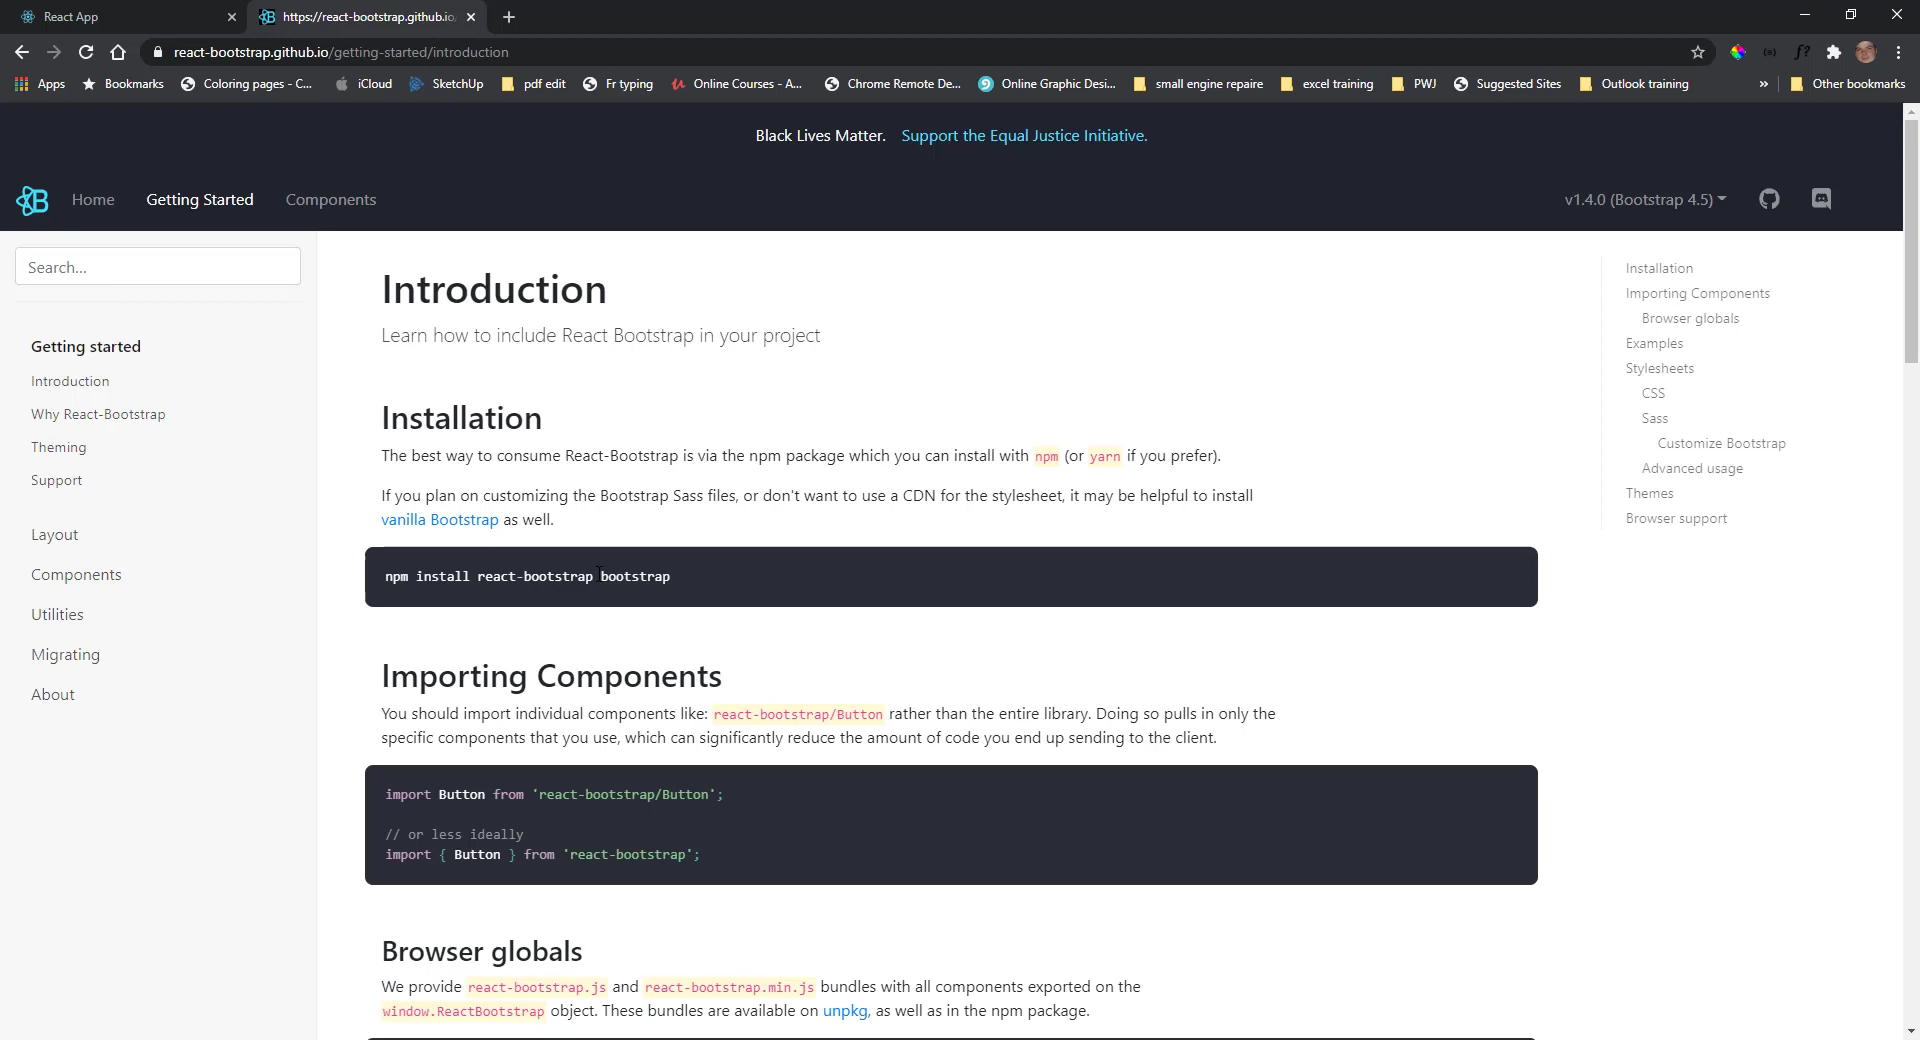 React App
https://react-bootstrap.github.io
react-bootstrap.github.io/getting-started/introduction
Apps
Bookmarks
Coloring pages - C...
iCloud
SketchUp
pdf edit
Fr typing
Online Courses - A...
Chrome Remote De...
Online Graphic Desi...
small engine repaire
excel training
PWJ
Suggested Sites
Outlook training
»
Other bookmarks
Black Lives Matter. Support the Equal Justice Initiative.
Home
Getting Started
Components
v1.4.0 (Bootstrap 4.5)
Search...
Getting started
Introduction
Why React-Bootstrap
Theming
Support
Layout
Components
Utilities
Migrating
About
Introduction
Learn how to include React Bootstrap in your project
Installation
The best way to consume React-Bootstrap is via the npm package which you can install with npm (or yarn if you prefer).
If you plan on customizing the Bootstrap Sass files, or don't want to use a CDN for the stylesheet, it may be helpful to install
vanilla Bootstrap as well.
npm install react-bootstrap bootstrap
Importing Components
You should import individual components like: react-bootstrap/Button rather than the entire library. Doing so pulls in only the
specific components that you use, which can significantly reduce the amount of code you end up sending to the client.
import Button from 'react-bootstrap/Button';
// or less ideally
import { Button } from 'react-bootstrap';
Browser globals
We provide react-bootstrap.js and react-bootstrap.min.js bundles with all components exported on the
window.ReactBootstrap object. These bundles are available on unpkg, as well as in the npm package.
Installation
Importing Components
Browser globals
Examples
Stylesheets
CSS
Sass
Customize Bootstrap
Advanced usage
Themes
Browser support